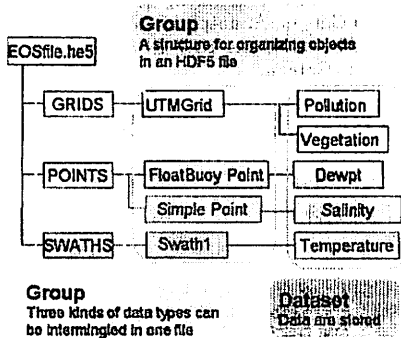 Group
A structure for organizing objects
in an HDF5 file
EOSfile.he5
GRIDS UTMGrid Pollution
Vegetation
POINTS FloatBuoy Point Dewpt
Simple Point Salinity
SWATHS Swath1 Temperature
Group
Three kinds of data types can
be intermingled in one file
Dataset
Data are stored